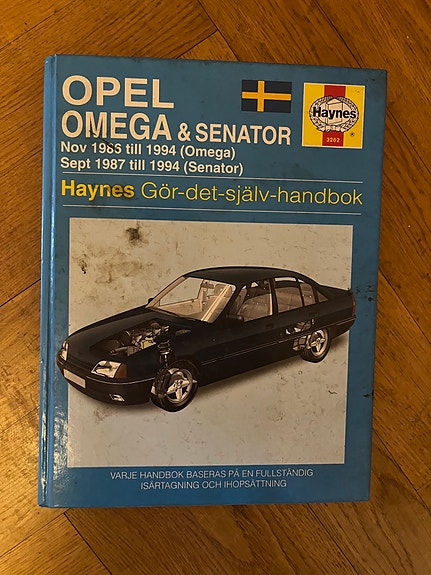 OPEL
OMEGA & SENATOR
Nov 1986 till 1994 (Omega)
Sept 1987 till 1994 (Senator)
Haynes Gör-det-själv-handbok
Haynes
®
3262
VARJE HANDBOK BASERAS PÅ EN FULLSTÄNDIG
ISÄRTAGNING OCH IHOPSÄTTNING